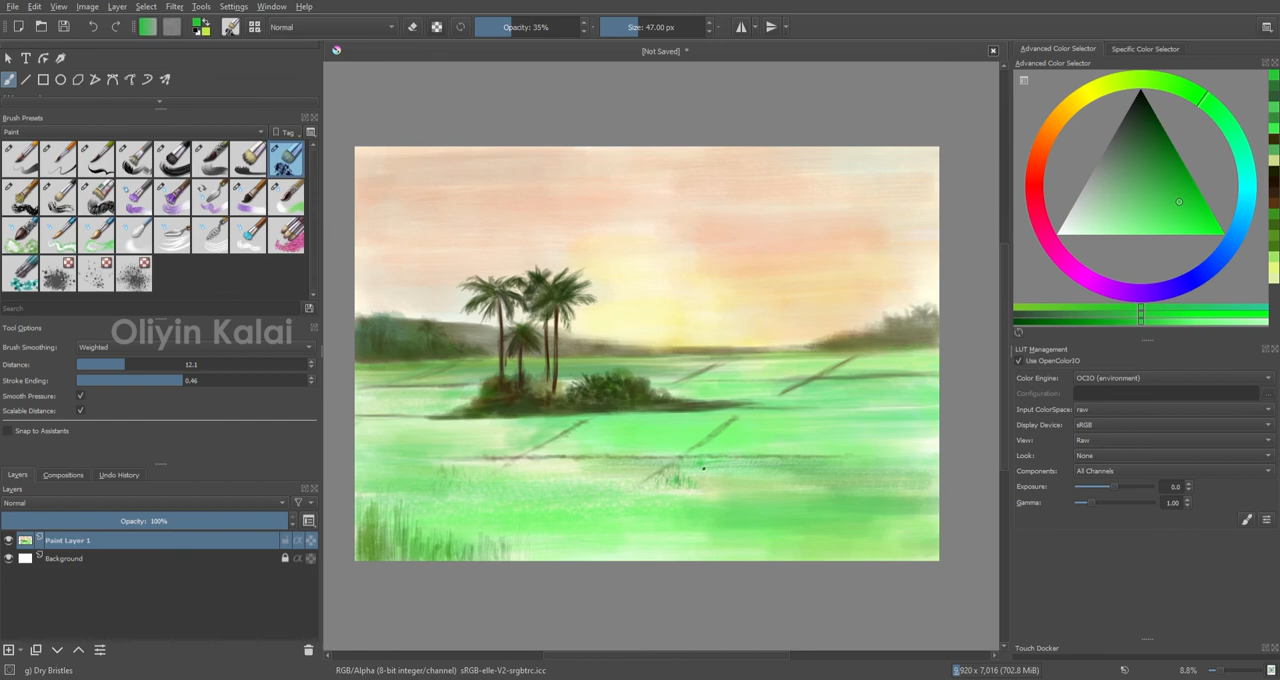 File Edit View Image Layer Select Filter Tools Settings Window Help
Normal
Opacity: 35%
Size: 47.00 px
[Not Saved] *
Advanced Color Selector
Specific Color Selector
Advanced Color Selector
Brush Presets
Paint
Tag
Search
Tool Options
Oliyin Kalai
Brush Smoothing: Weighted
Distance: 12.1
Stroke Ending: 0.46
Smooth Pressure:
Scalable Distance:
Snap to Assistants
Layers
Compositions
Undo History
Layers
Normal
Opacity: 100%
Paint Layer 1
Background
g) Dry Bristles
LUT Management
Use OpenColorIO
Color Engine: OCIO (environment)
Configuration:
Input ColorSpace: raw
Display Device: sRGB
View: Raw
Look: None
Components: All Channels
Exposure: 0.0
Gamma: 1.00
Touch Docker
RGB/Alpha (8-bit integer/channel) sRGB-elle-V2-srgbtrc.icc
9,920 x 7,016 (702.8 MiB)
8.8%